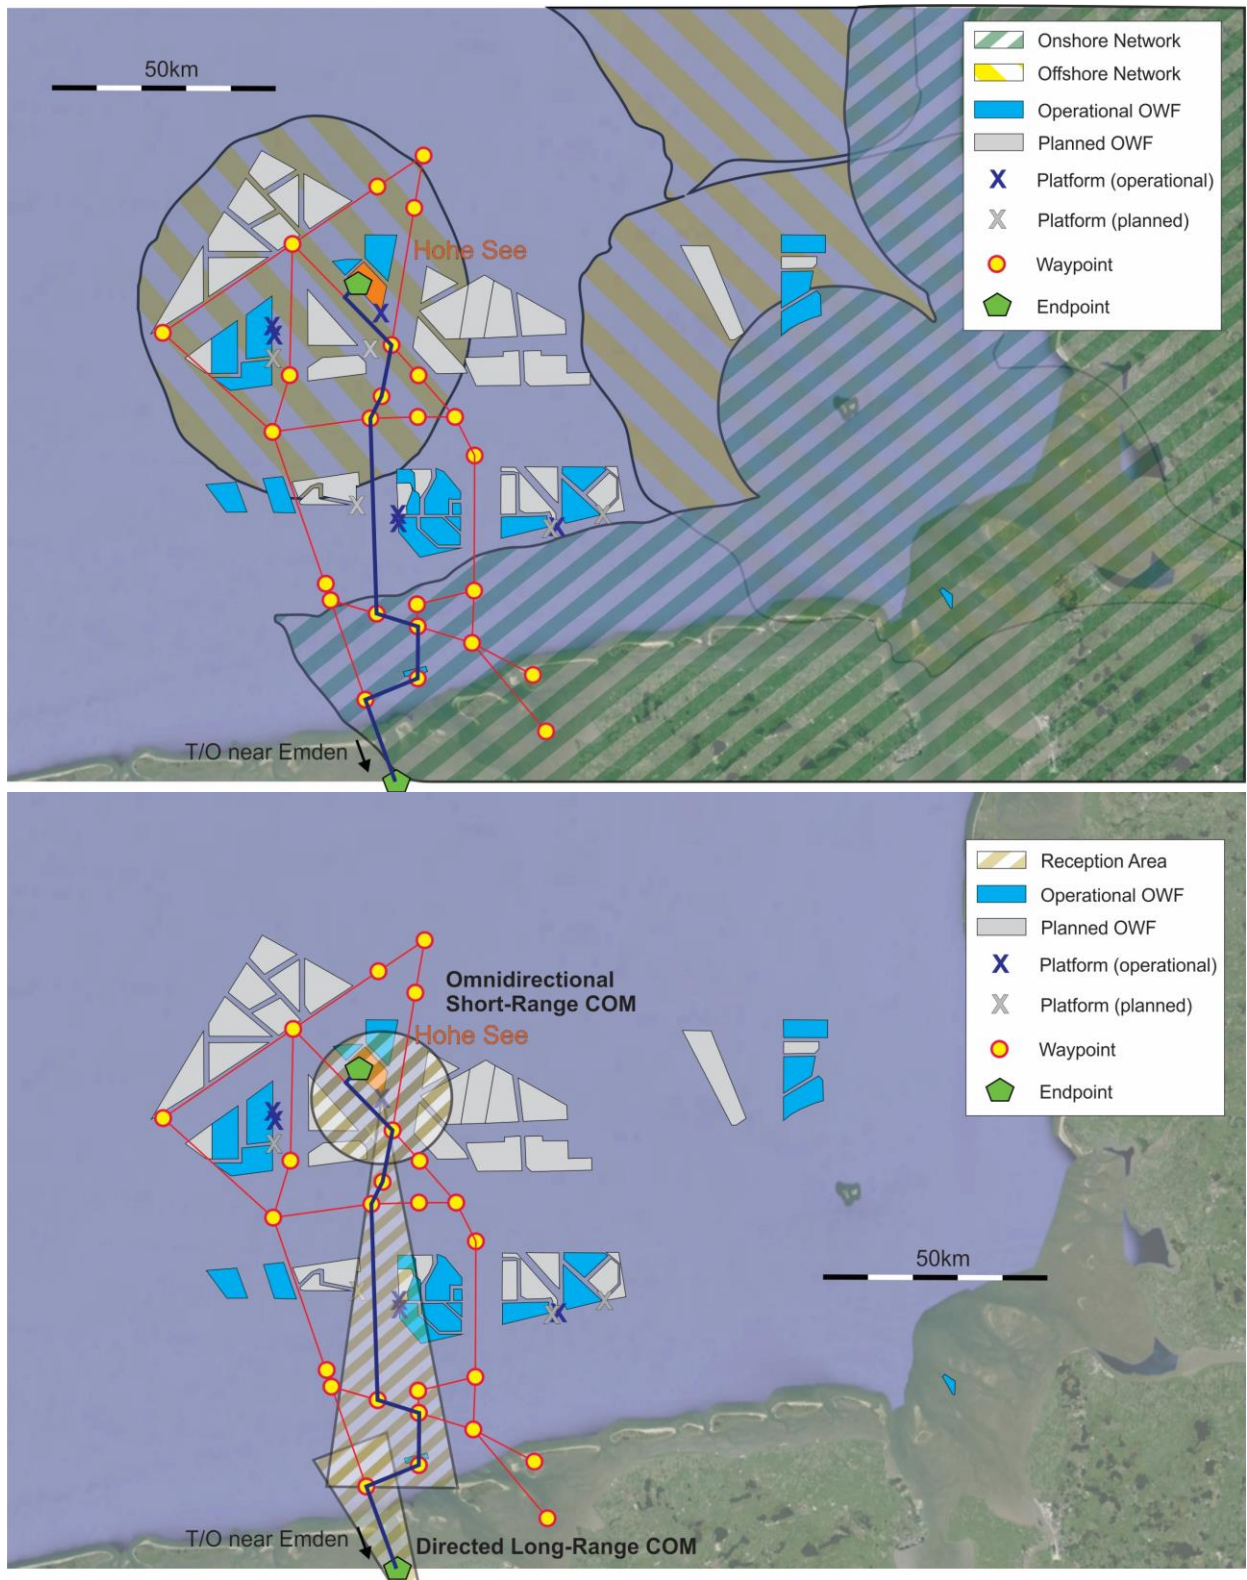 50km
Onshore Network
Offshore Network
Operational OWF
Planned OWF
X Platform (operational)
X Platform (planned)
Waypoint
Endpoint
Hohe See
T/O near Emden
Reception Area
Operational OWF
Planned OWF
X Platform (operational)
X Platform (planned)
Waypoint
Endpoint
Omnidirectional
Short-Range COM
Hohe See
50km
T/O near Emden
Directed Long-Range COM